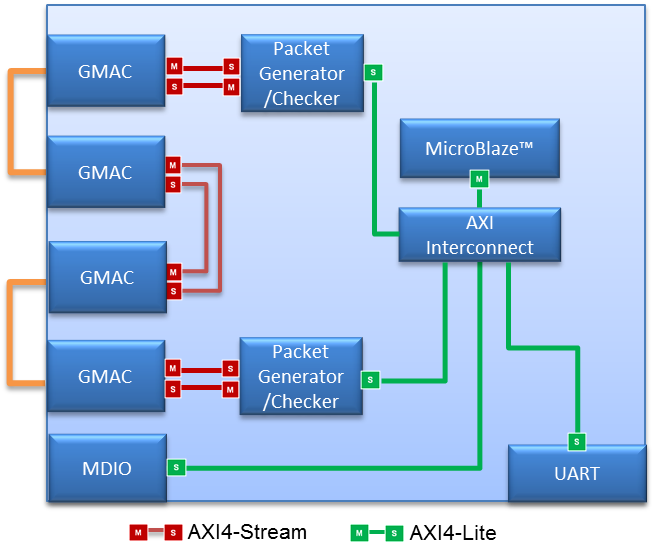 GMAC
M S
S M
Packet
Generator
/Checker
S
GMAC
M
S
MicroBlaze™
M
AXI
Interconnect
GMAC
M
S
GMAC
M S
S M
Packet
Generator
/Checker
S
MDIO
S
S
UART
M S AXI4-Stream
M S AXI4-Lite